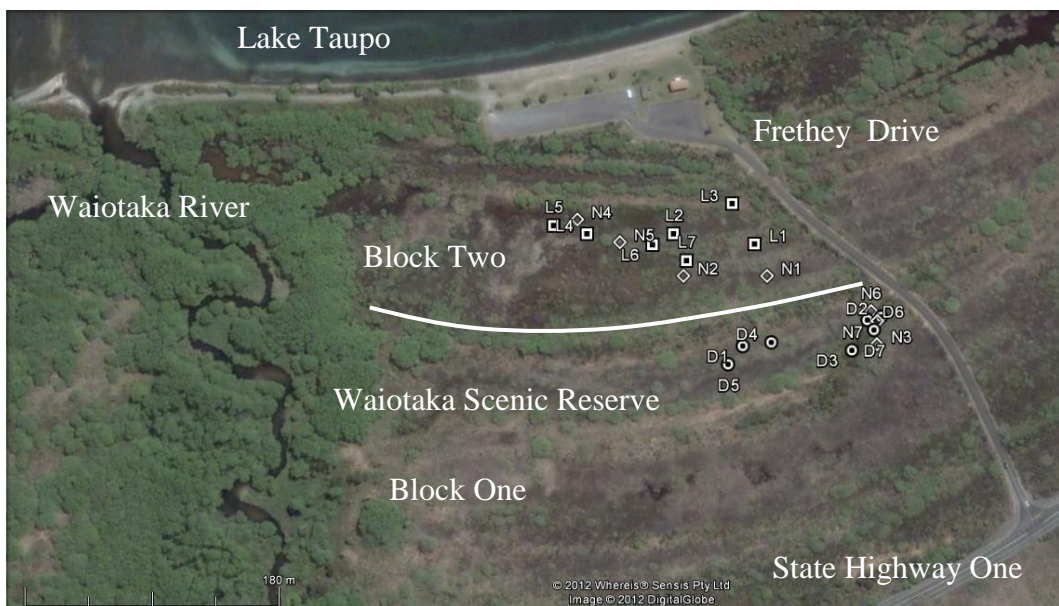 Lake Taupo
Frethey Drive
Waiotaka River
L3
L5
N4
L2
L4
N5
L1
L6
L7
Block Two
N2
N1
N6
D2
D6
N7
N3
D4
D7
D3
D1
D5
Waiotaka Scenic Reserve
Block One
State Highway One
180 m
© 2012 Whereis® Sensis Pty Ltd
Image © 2012 DigitalGlobe